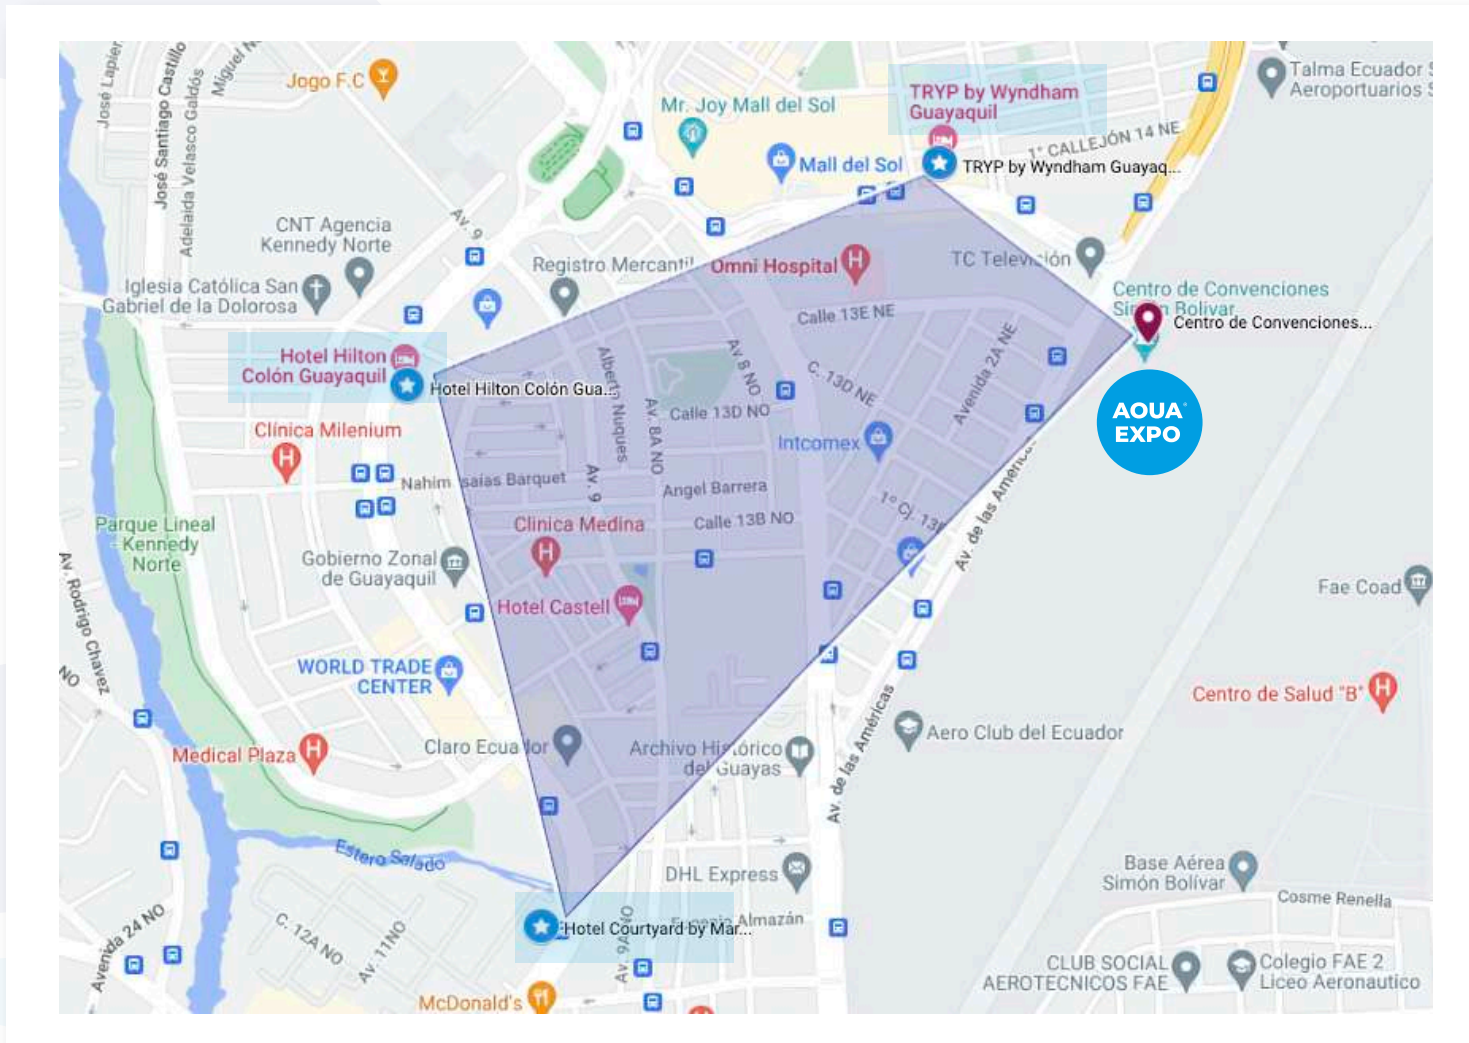 José Lapier
José Santiago Castillo
Adelaida Velasco Galdós
Miguel
Jogo F.C
Mr. Joy Mall del Sol
Mall del Sol
TRYP by Wyndham
Guayaquil
TRYP by Wyndham Guayaq...
1° CALLEJÓN 14 NE
Talma Ecuador
Aeroportuarios
CNT Agencia
Kennedy Norte
Av. 9
Iglesia Católica San
Gabriel de la Dolorosa
Registro Mercantil
Omni Hospital
TC Televisión
Calle 13E NE
Centro de Convenciones
Simón Bolívar
Centro de Convenciones...
AQUA
EXPO
Hotel Hilton
Colón Guayaquil
Hotel Hilton Colón Gua...
Alberto Nuques
Av 8 NO
C. 13D NE
Avenida 2A NE
Av. 8A NO
Calle 13D NO
Intcomex
Clínica Milenium
Nahim Isaias Barquet
Av. 9
Angel Barrera
Calle 13B NO
1° Cj. 13
Av. de las Américas
Parque Lineal
Kennedy
Norte
Clinica Medina
Gobierno Zonal
de Guayaquil
Hotel Castell
Fae Coad
Av. Rodrigo Chavez
NO
WORLD TRADE
CENTER
Centro de Salud "B"
Medical Plaza
Claro Ecuador
Archivo Histórico
del Guayas
Av. de las Américas
Aero Club del Ecuador
Estero Salado
DHL Express
Base Aérea
Simón Bolívar
Cosme Renella
Avenida 24 NO
C. 12A NO
Av. 11NO
Hotel Courtyard by Mar...
Eugenio Almazán
Av 9A NO
McDonald's
CLUB SOCIAL
AEROTECNICOS FAE
Colegio FAE 2
Liceo Aeronautico